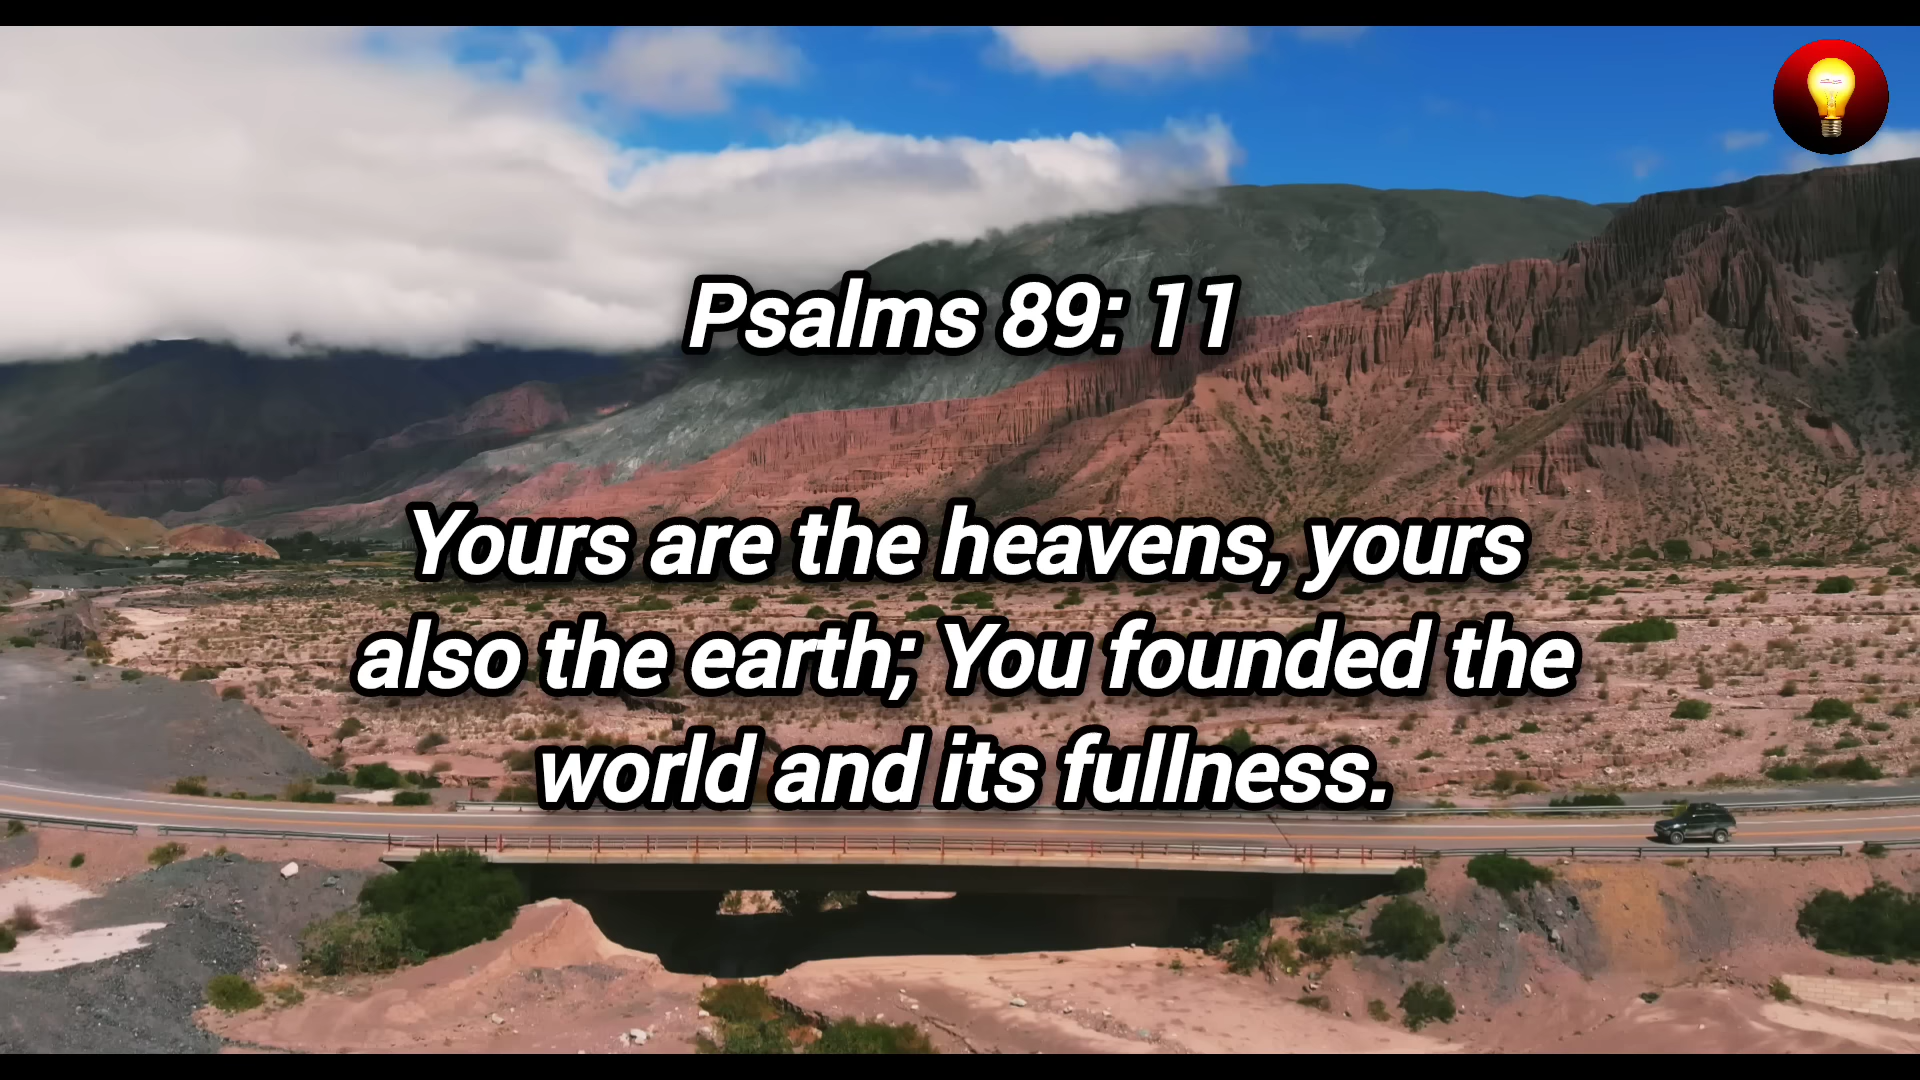 Psalms 89: 11
Yours are the heavens, yours
also the earth; You founded the
world and its fullness.